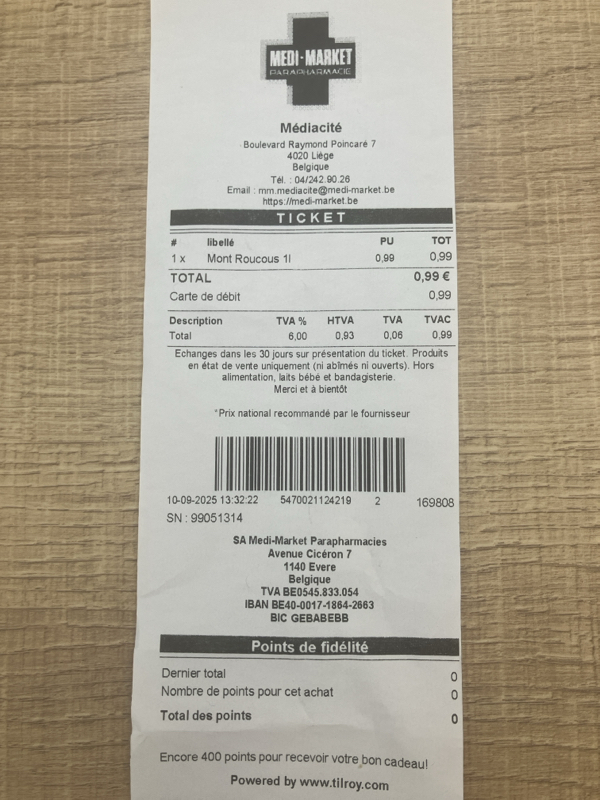 MEDI-MARKET
PARAPHARMACIE
Médiacité
Boulevard Raymond Poincaré 7
4020 Liège
Belgique
Tél. : 04/242.90.26
Email : mm.mediacite@medi-market.be
https://medi-market.be
TICKET
# libellé PU TOT
1 x Mont Roucous 1l 0,99 0,99
TOTAL 0,99 €
Carte de débit 0,99
Description TVA % HTVA TVA TVAC
Total 6,00 0,93 0,06 0,99
Echanges dans les 30 jours sur présentation du ticket. Produits
en état de vente uniquement (ni abîmés ni ouverts). Hors
alimentation, laits bébé et bandagisterie.
Merci et à bientôt
*Prix national recommandé par le fournisseur
10-09-2025 13:32:22 5470021124219 2 169808
SN : 99051314
SA Medi-Market Parapharmacies
Avenue Cicéron 7
1140 Evere
Belgique
TVA BE0545.833.054
IBAN BE40-0017-1864-2663
BIC GEBABEBB
Points de fidélité
Dernier total 0
Nombre de points pour cet achat 0
Total des points 0
Encore 400 points pour recevoir votre bon cadeau!
Powered by www.tilroy.com